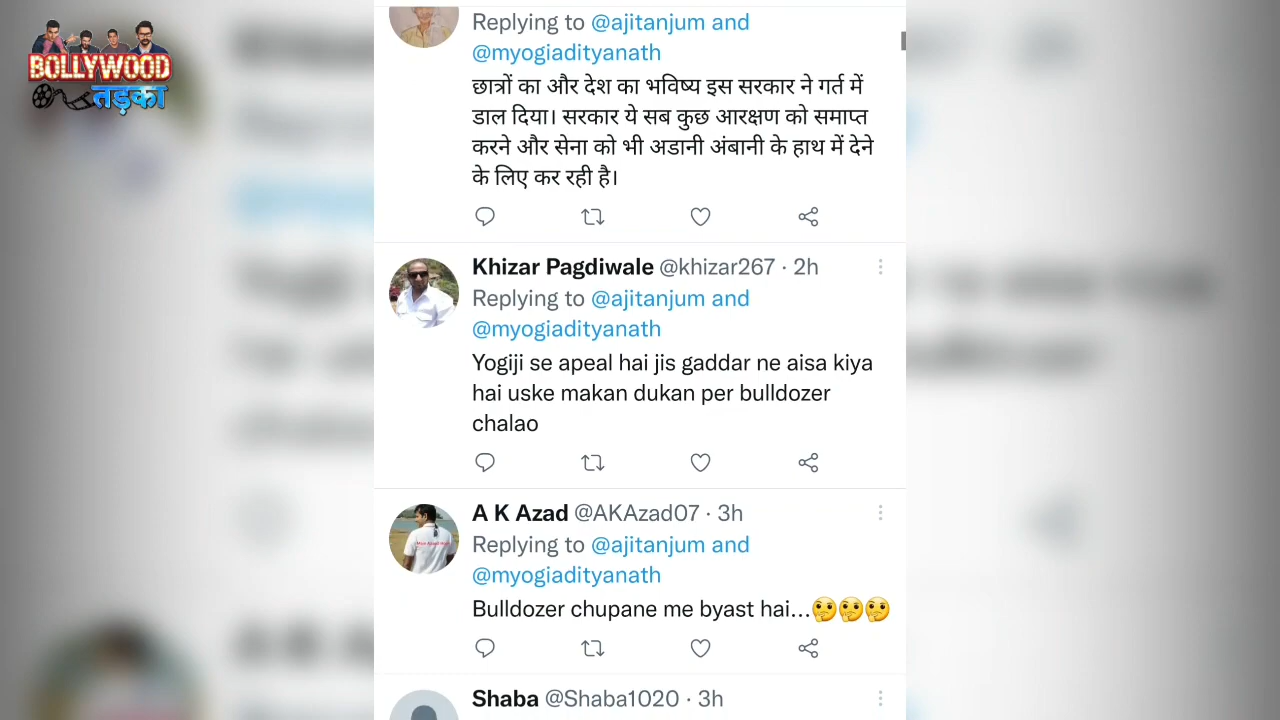 BOLLYWOOD
तड़का
Replying to @ajitanjum and
@myogiadityanath
छात्रों का और देश का भविष्य इस सरकार ने गर्त में
डाल दिया। सरकार ये सब कुछ आरक्षण को समाप्त
करने और सेना को भी अडानी अंबानी के हाथ में देने
के लिए कर रही है।
Khizar Pagdiwale @khizar267 · 2h
Replying to @ajitanjum and
@myogiadityanath
Yogiji se apeal hai jis gaddar ne aisa kiya
hai uske makan dukan per bulldozer
chalao
A K Azad @AKAzad07 · 3h
Replying to @ajitanjum and
@myogiadityanath
Bulldozer chupane me byast hai...🤔🤔🤔
Shaba @Shaba1020 · 3h